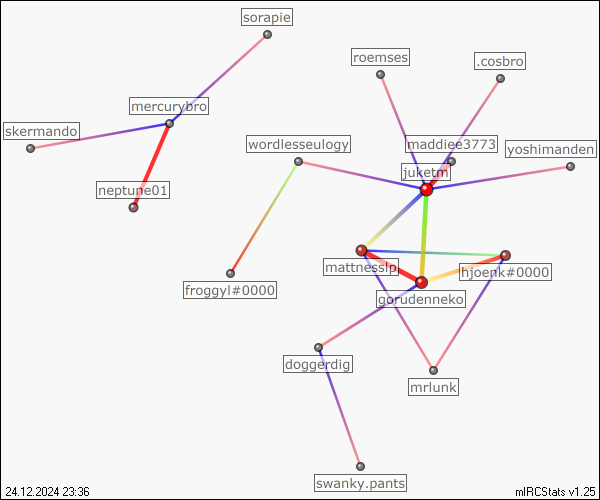 sorapie
roemses
.cosbro
mercurybro
skermando
wordlesseulogy
maddiee3773
yoshimanden
juketm
neptune01
mattnesslp
hjoenk#0000
froggyl#0000
gorudenneko
doggerdig
mrlunk
swanky.pants
24.12.2024 23:36
mIRCStats v1.25